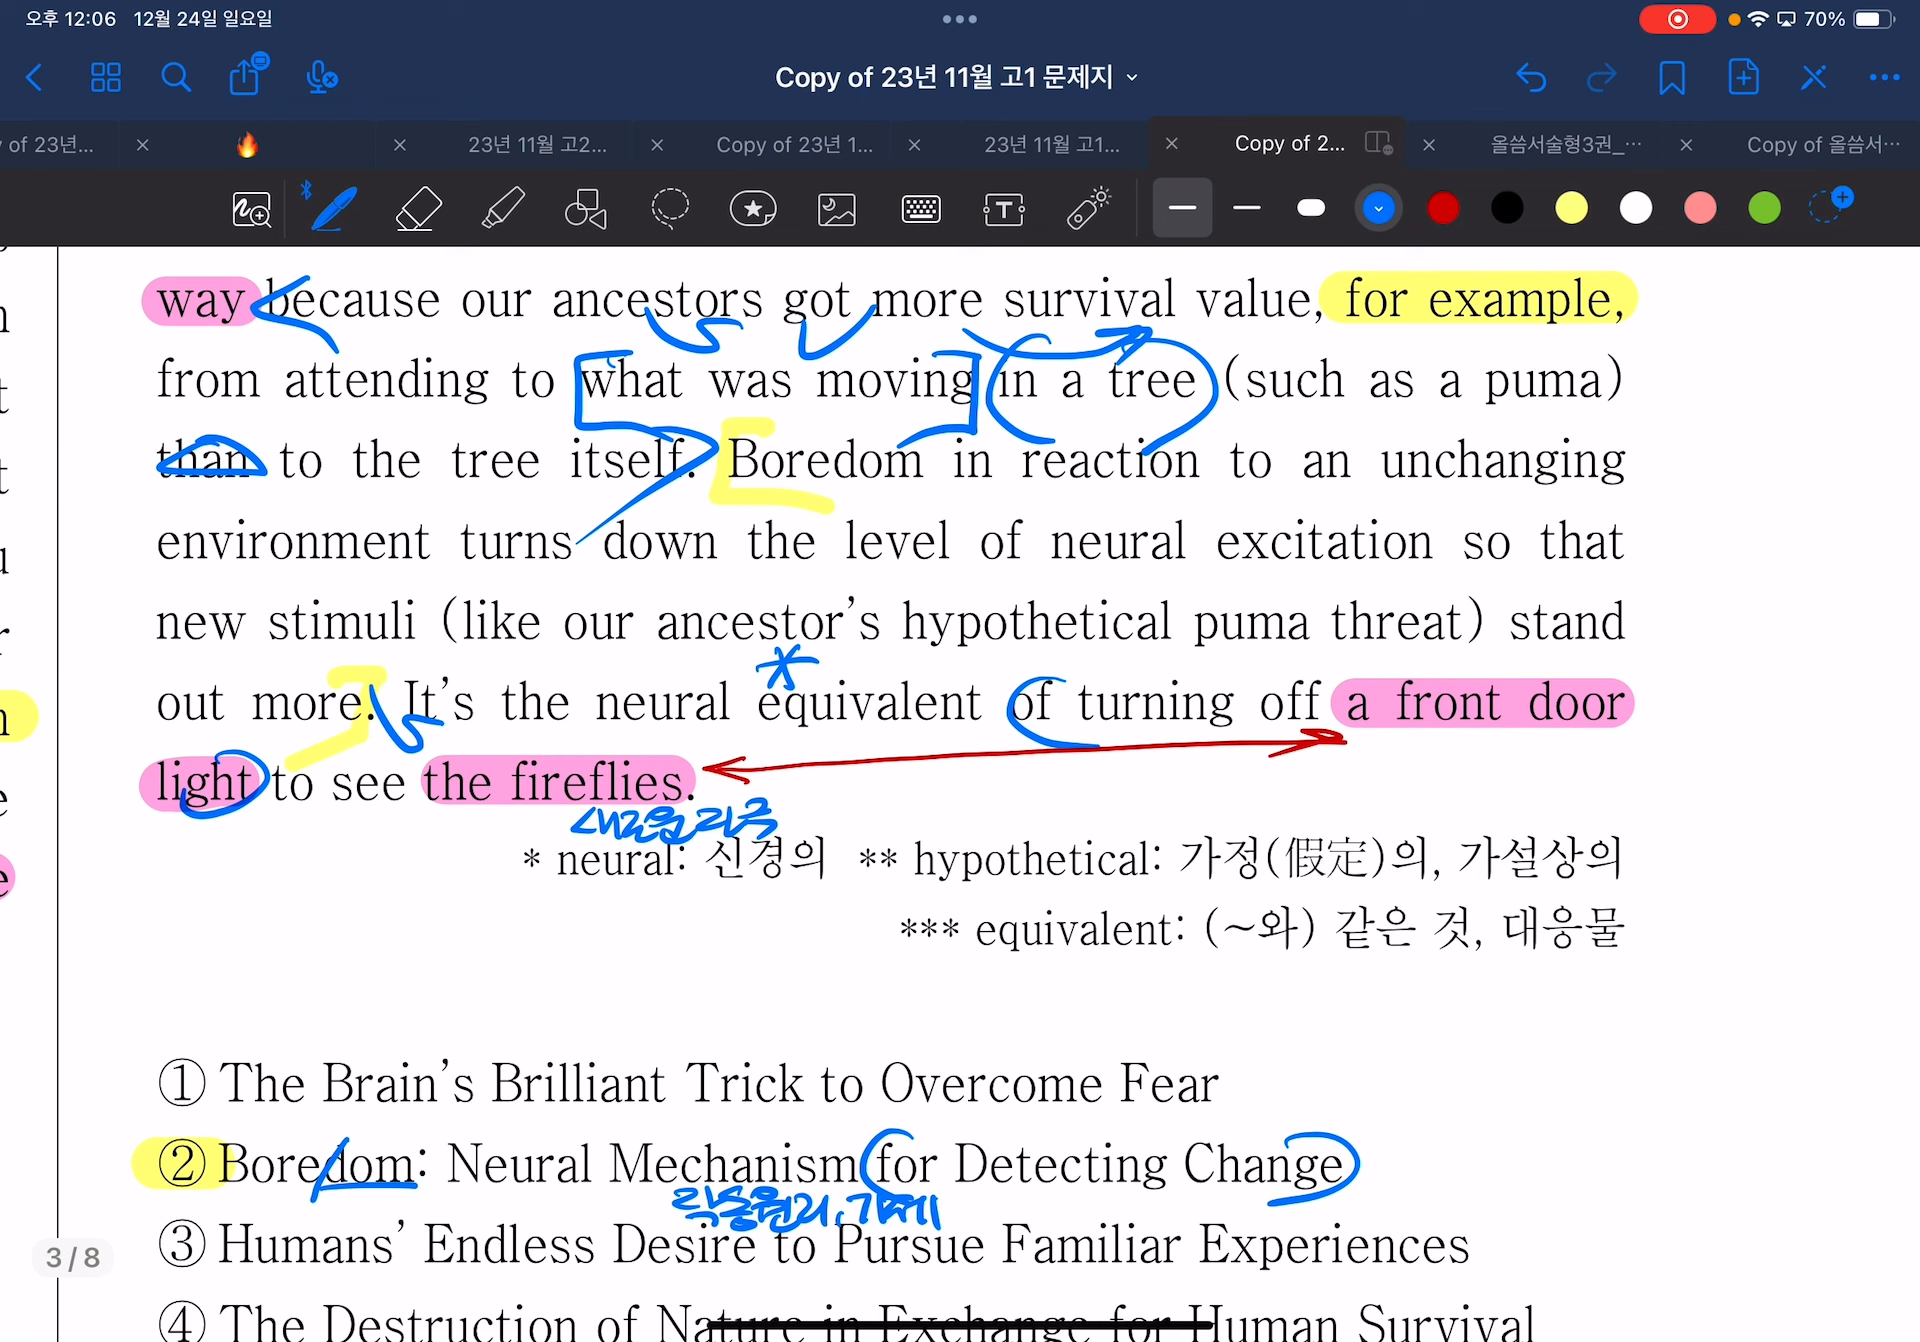 오후 12:06 12월 24일 일요일
70%
Copy of 23년 11월 고1 문제지
of 23년...
23년 11월 고2...
Copy of 23년 1...
23년 11월 고1...
Copy of 2...
올씀서술형3권_...
Copy of 올씀서...
way because our ancestors got more survival value, for example,
from attending to what was moving in a tree (such as a puma)
than to the tree itself. Boredom in reaction to an unchanging
environment turns down the level of neural excitation so that
new stimuli (like our ancestor's hypothetical puma threat) stand
out more. It's the neural equivalent of turning off a front door
light to see the fireflies.
새로운 자극
* neural: 신경의 ** hypothetical: 가정(假定)의, 가설상의
*** equivalent: (~와) 같은 것, 대응물
① The Brain's Brilliant Trick to Overcome Fear
② Boredom: Neural Mechanism for Detecting Change
③ Humans' Endless Desire to Pursue Familiar Experiences
④ The Destruction of Nature in Exchange for Human Survival
3 / 8